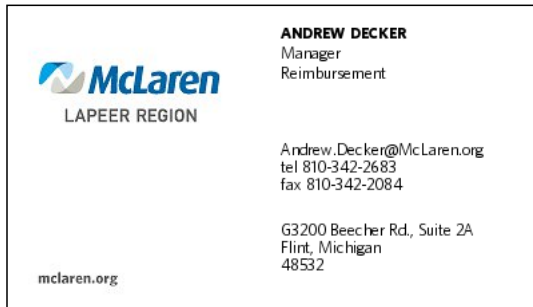 McLaren
LAPEER REGION
mclaren.org
ANDREW DECKER
Manager
Reimbursement
Andrew.Decker@McLaren.org
tel 810-342-2683
fax 810-342-2084
G3200 Beecher Rd., Suite 2A
Flint, Michigan
48532